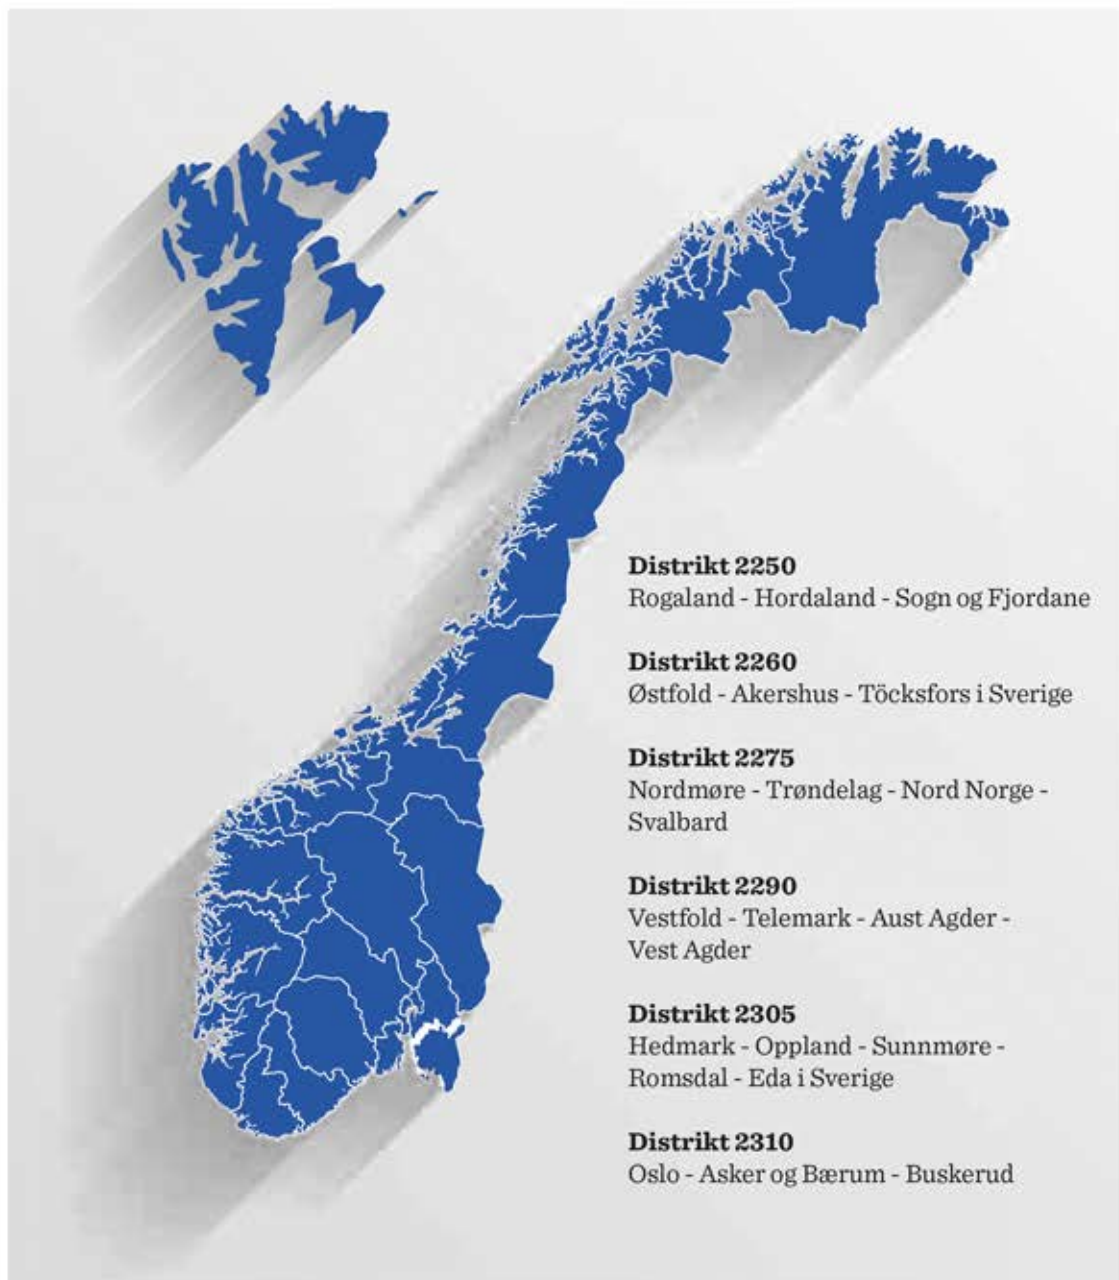 Distrikt 2250
Rogaland - Hordaland - Sogn og Fjordane
Distrikt 2260
Østfold - Akershus - Töcksfors i Sverige
Distrikt 2275
Nordmøre - Trøndelag - Nord Norge -
Svalbard
Distrikt 2290
Vestfold - Telemark - Aust Agder -
Vest Agder
Distrikt 2305
Hedmark - Oppland - Sunnmøre -
Romsdal - Eda i Sverige
Distrikt 2310
Oslo - Asker og Bærum - Buskerud